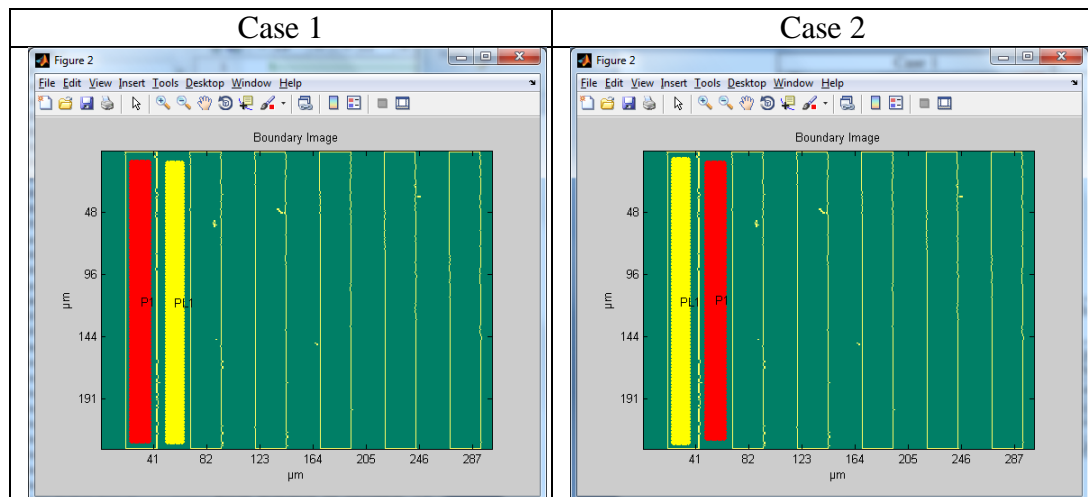 Case 1
Case 2
Figure 2
File Edit View Insert Tools Desktop Window Help
Boundary Image
48
96
144
191
µm
P1
PL1
41 82 123 164 205 246 287
µm
Figure 2
File Edit View Insert Tools Desktop Window Help
Boundary Image
48
96
144
191
µm
PL1
P1
41 82 123 164 205 246 287
µm